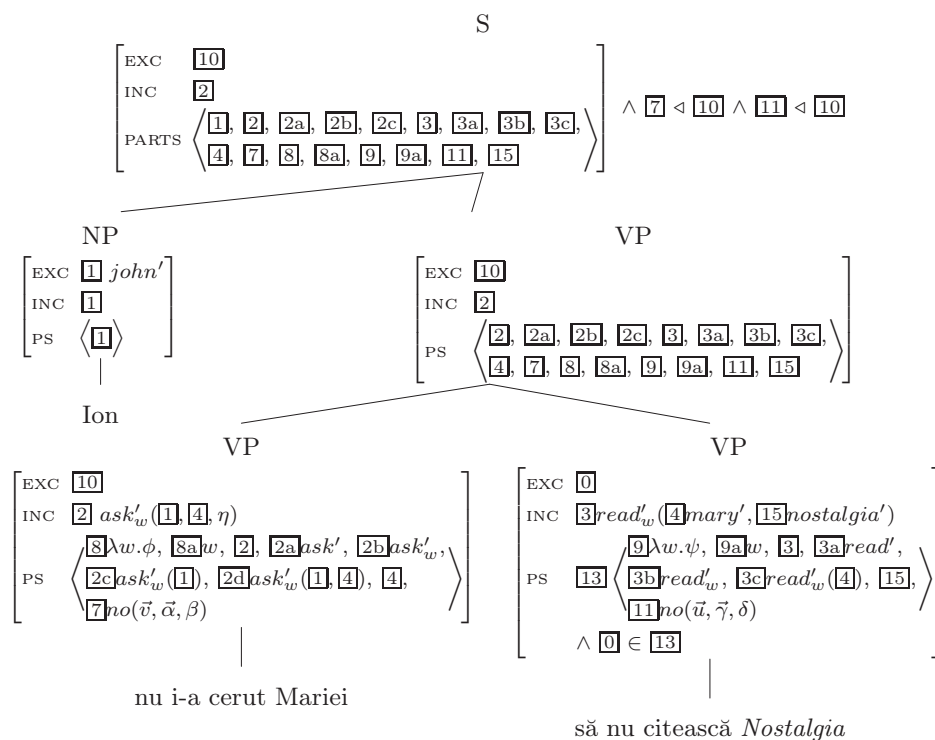 S
EXC 10
INC 2
PARTS ⟨ 1, 2, 2a, 2b, 2c, 3, 3a, 3b, 3c,
4, 7, 8, 8a, 9, 9a, 11, 15 ⟩
∧ 7 ◃ 10 ∧ 11 ◃ 10
NP
EXC 1 john′
INC 1
PS ⟨ 1 ⟩
Ion
VP
EXC 10
INC 2
PS ⟨ 2, 2a, 2b, 2c, 3, 3a, 3b, 3c,
4, 7, 8, 8a, 9, 9a, 11, 15 ⟩
VP
EXC 10
INC 2 ask′w(1, 4, η)
PS ⟨ 8 λw.ϕ, 8a w, 2, 2a ask′, 2b ask′w,
2c ask′w(1), 2d ask′w(1, 4), 4,
7 no(v⃗, α⃗, β) ⟩
nu i-a cerut Mariei
VP
EXC 0
INC 3 read′w(4 mary′, 15 nostalgia′)
PS 13 ⟨ 9 λw.ψ, 9a w, 3, 3a read′,
3b read′w, 3c read′w(4), 15,
11 no(u⃗, γ⃗, δ) ⟩
∧ 0 ∈ 13
să nu citească Nostalgia